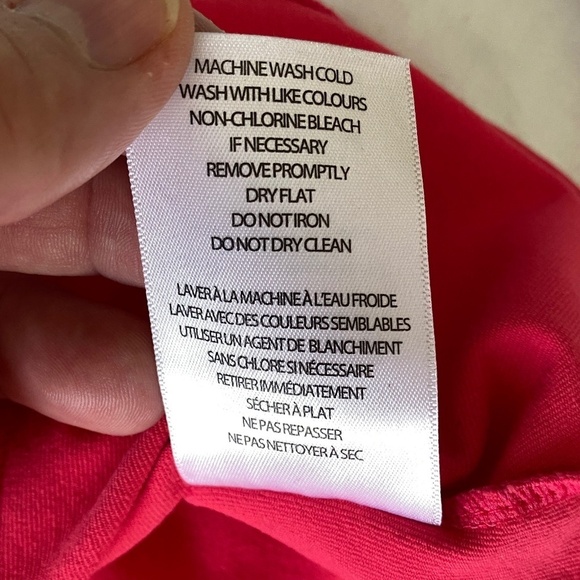 MACHINE WASH COLD
WASH WITH LIKE COLOURS
NON-CHLORINE BLEACH
IF NECESSARY
REMOVE PROMPTLY
DRY FLAT
DO NOT IRON
DO NOT DRY CLEAN
LAVER À LA MACHINE À L'EAU FROIDE
LAVER AVEC DES COULEURS SEMBLABLES
UTILISER UN AGENT DE BLANCHIMENT
SANS CHLORE SI NÉCESSAIRE
RETIRER IMMÉDIATEMENT
SÉCHER À PLAT
NE PAS REPASSER
NE PAS NETTOYER À SEC